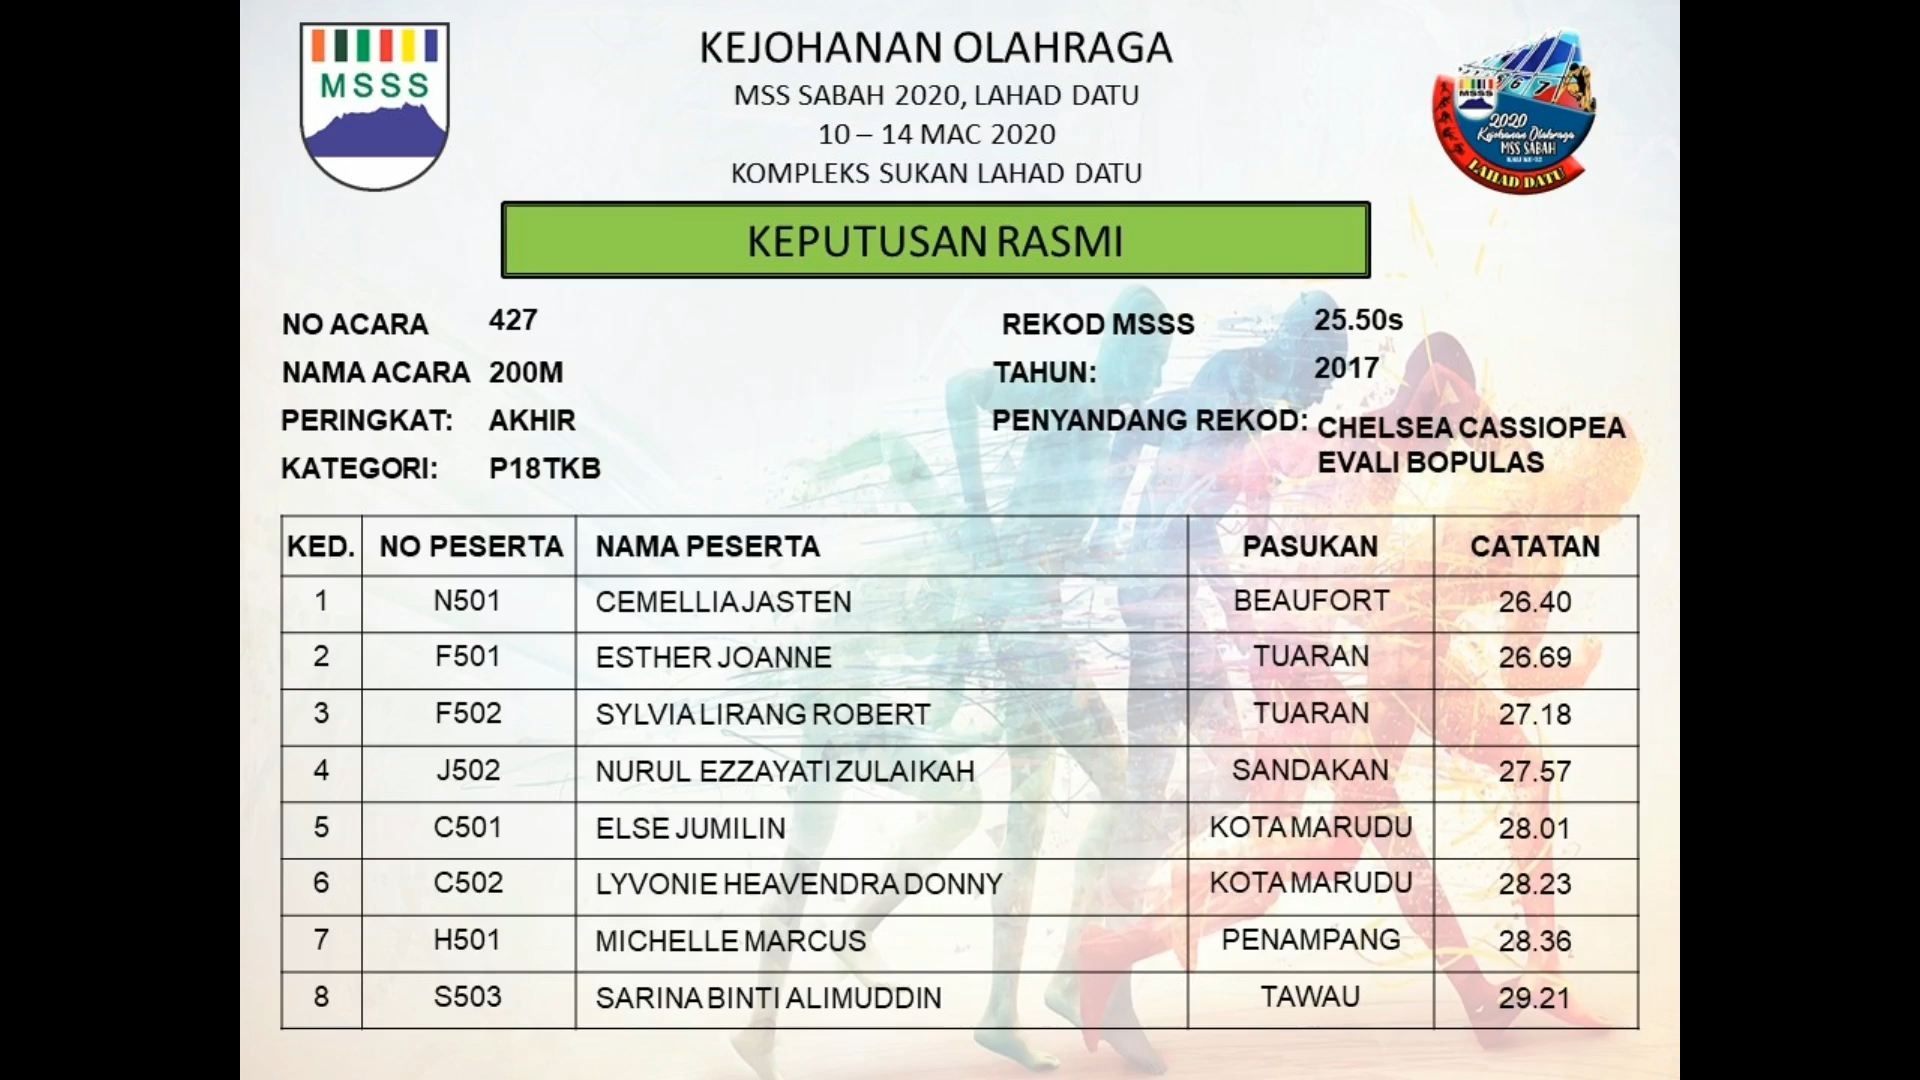 MSSS
KEJOHANAN OLAHRAGA
MSS SABAH 2020, LAHAD DATU
10 – 14 MAC 2020
KOMPLEKS SUKAN LAHAD DATU
6 7
MSSS
2020
Kejohanan Olahraga
MSS SABAH
LAHAD DATU
KEPUTUSAN RASMI
NO ACARA 427 REKOD MSSS 25.50s
NAMA ACARA 200M TAHUN: 2017
PERINGKAT: AKHIR PENYANDANG REKOD: CHELSEA CASSIOPEA
EVALI BOPULAS
KATEGORI: P18TKB
KED. NO PESERTA NAMA PESERTA PASUKAN CATATAN
1 N501 CEMELLIA JASTEN BEAUFORT 26.40
2 F501 ESTHER JOANNE TUARAN 26.69
3 F502 SYLVIA LIRANG ROBERT TUARAN 27.18
4 J502 NURUL EZZAYATI ZULAIKAH SANDAKAN 27.57
5 C501 ELSE JUMILIN KOTA MARUDU 28.01
6 C502 LYVONIE HEAVENDRA DONNY KOTA MARUDU 28.23
7 H501 MICHELLE MARCUS PENAMPANG 28.36
8 S503 SARINA BINTI ALIMUDDIN TAWAU 29.21